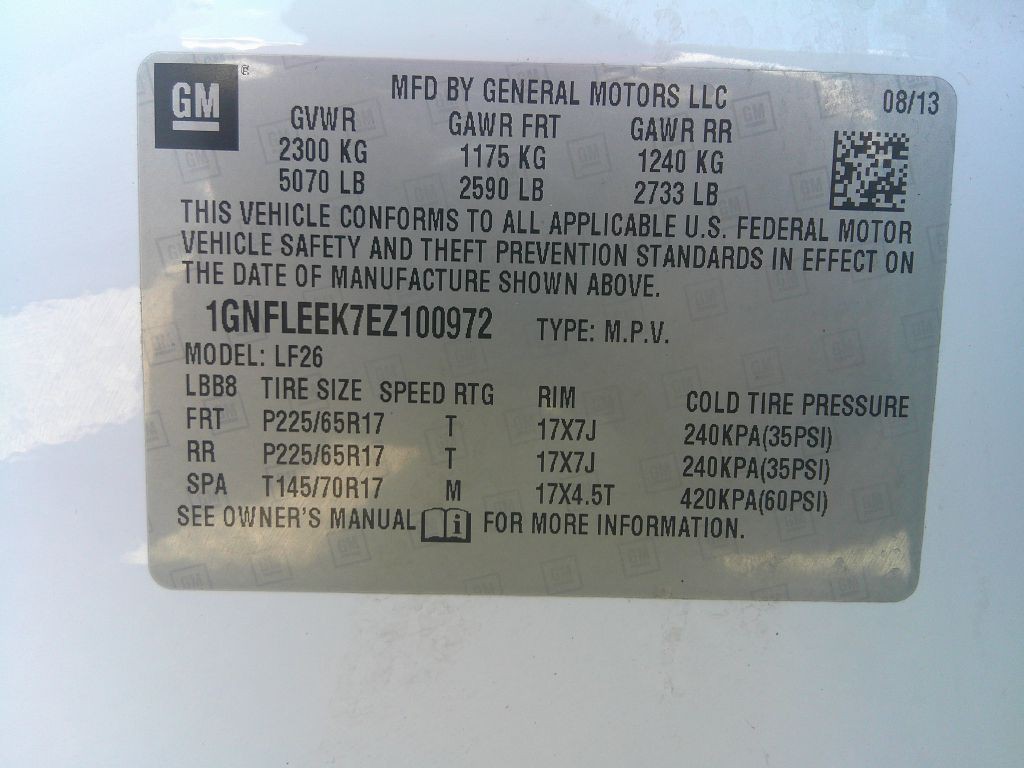 GM ®
MFD BY GENERAL MOTORS LLC 08/13
GVWR GAWR FRT GAWR RR
2300 KG 1175 KG 1240 KG
5070 LB 2590 LB 2733 LB
THIS VEHICLE CONFORMS TO ALL APPLICABLE U.S. FEDERAL MOTOR
VEHICLE SAFETY AND THEFT PREVENTION STANDARDS IN EFFECT ON
THE DATE OF MANUFACTURE SHOWN ABOVE.
1GNFLEEK7EZ100972 TYPE: M.P.V.
MODEL: LF26
LBB8 TIRE SIZE SPEED RTG RIM COLD TIRE PRESSURE
FRT P225/65R17 T 17X7J 240KPA(35PSI)
RR P225/65R17 T 17X7J 240KPA(35PSI)
SPA T145/70R17 M 17X4.5T 420KPA(60PSI)
SEE OWNER'S MANUAL i FOR MORE INFORMATION.